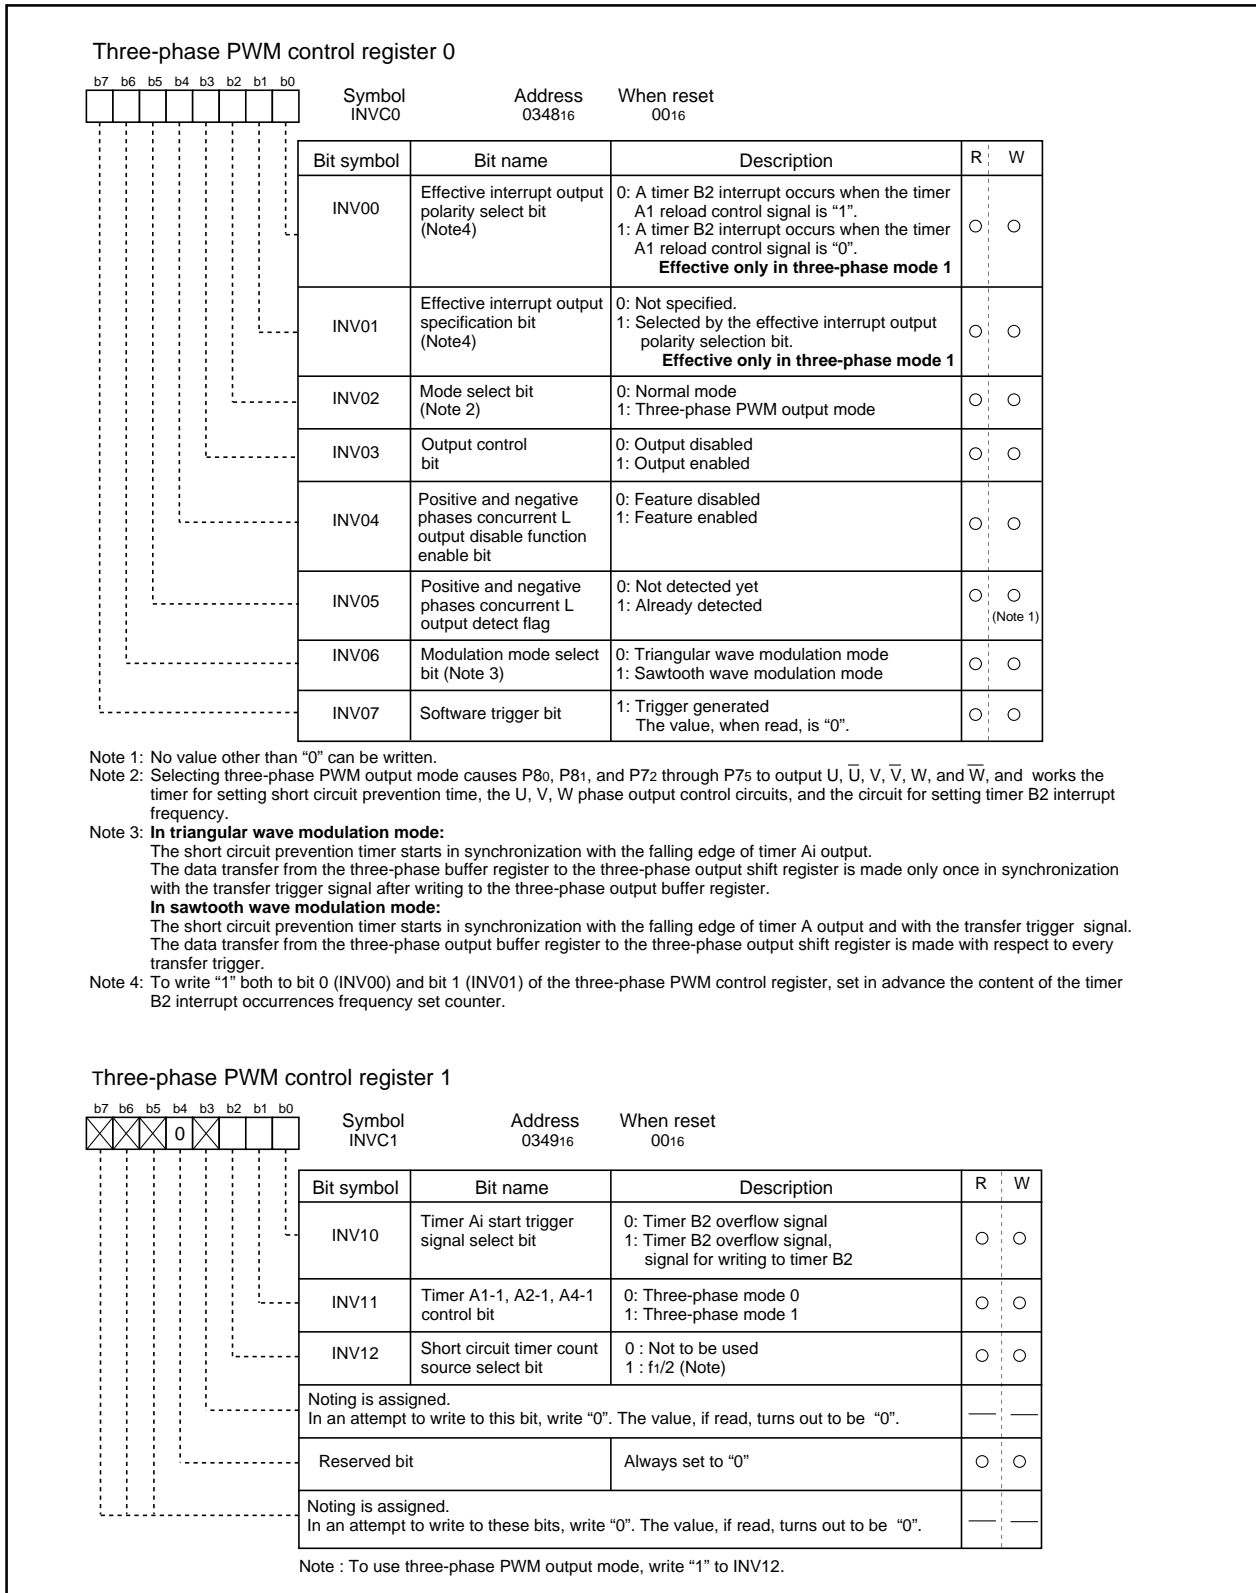 Three-phase PWM control register 0
b7 b6 b5 b4 b3 b2 b1 b0
Symbol Address When reset
INVC0 034816 0016
Bit symbol Bit name Description R W
INV00 Effective interrupt output polarity select bit (Note4) 0: A timer B2 interrupt occurs when the timer A1 reload control signal is “1”.
1: A timer B2 interrupt occurs when the timer A1 reload control signal is “0”.
Effective only in three-phase mode 1
INV01 Effective interrupt output specification bit (Note4) 0: Not specified.
1: Selected by the effective interrupt output polarity selection bit.
Effective only in three-phase mode 1
INV02 Mode select bit (Note 2) 0: Normal mode
1: Three-phase PWM output mode
INV03 Output control bit 0: Output disabled
1: Output enabled
INV04 Positive and negative phases concurrent L output disable function enable bit 0: Feature disabled
1: Feature enabled
INV05 Positive and negative phases concurrent L output detect flag 0: Not detected yet
1: Already detected
(Note 1)
INV06 Modulation mode select bit (Note 3) 0: Triangular wave modulation mode
1: Sawtooth wave modulation mode
INV07 Software trigger bit 1: Trigger generated
The value, when read, is “0”.
Note 1: No value other than “0” can be written.
Note 2: Selecting three-phase PWM output mode causes P80, P81, and P72 through P75 to output U, U̅, V, V̅, W, and W̅, and works the
timer for setting short circuit prevention time, the U, V, W phase output control circuits, and the circuit for setting timer B2 interrupt
frequency.
Note 3: In triangular wave modulation mode:
The short circuit prevention timer starts in synchronization with the falling edge of timer Ai output.
The data transfer from the three-phase buffer register to the three-phase output shift register is made only once in synchronization
with the transfer trigger signal after writing to the three-phase output buffer register.
In sawtooth wave modulation mode:
The short circuit prevention timer starts in synchronization with the falling edge of timer A output and with the transfer trigger signal.
The data transfer from the three-phase output buffer register to the three-phase output shift register is made with respect to every
transfer trigger.
Note 4: To write “1” both to bit 0 (INV00) and bit 1 (INV01) of the three-phase PWM control register, set in advance the content of the timer
B2 interrupt occurrences frequency set counter.
Three-phase PWM control register 1
b7 b6 b5 b4 b3 b2 b1 b0
0
Symbol Address When reset
INVC1 034916 0016
Bit symbol Bit name Description R W
INV10 Timer Ai start trigger signal select bit 0: Timer B2 overflow signal
1: Timer B2 overflow signal,
signal for writing to timer B2
INV11 Timer A1-1, A2-1, A4-1 control bit 0: Three-phase mode 0
1: Three-phase mode 1
INV12 Short circuit timer count source select bit 0 : Not to be used
1 : f1/2 (Note)
Noting is assigned.
In an attempt to write to this bit, write “0”. The value, if read, turns out to be “0”.
Reserved bit Always set to “0”
Noting is assigned.
In an attempt to write to these bits, write “0”. The value, if read, turns out to be “0”.
Note : To use three-phase PWM output mode, write “1” to INV12.